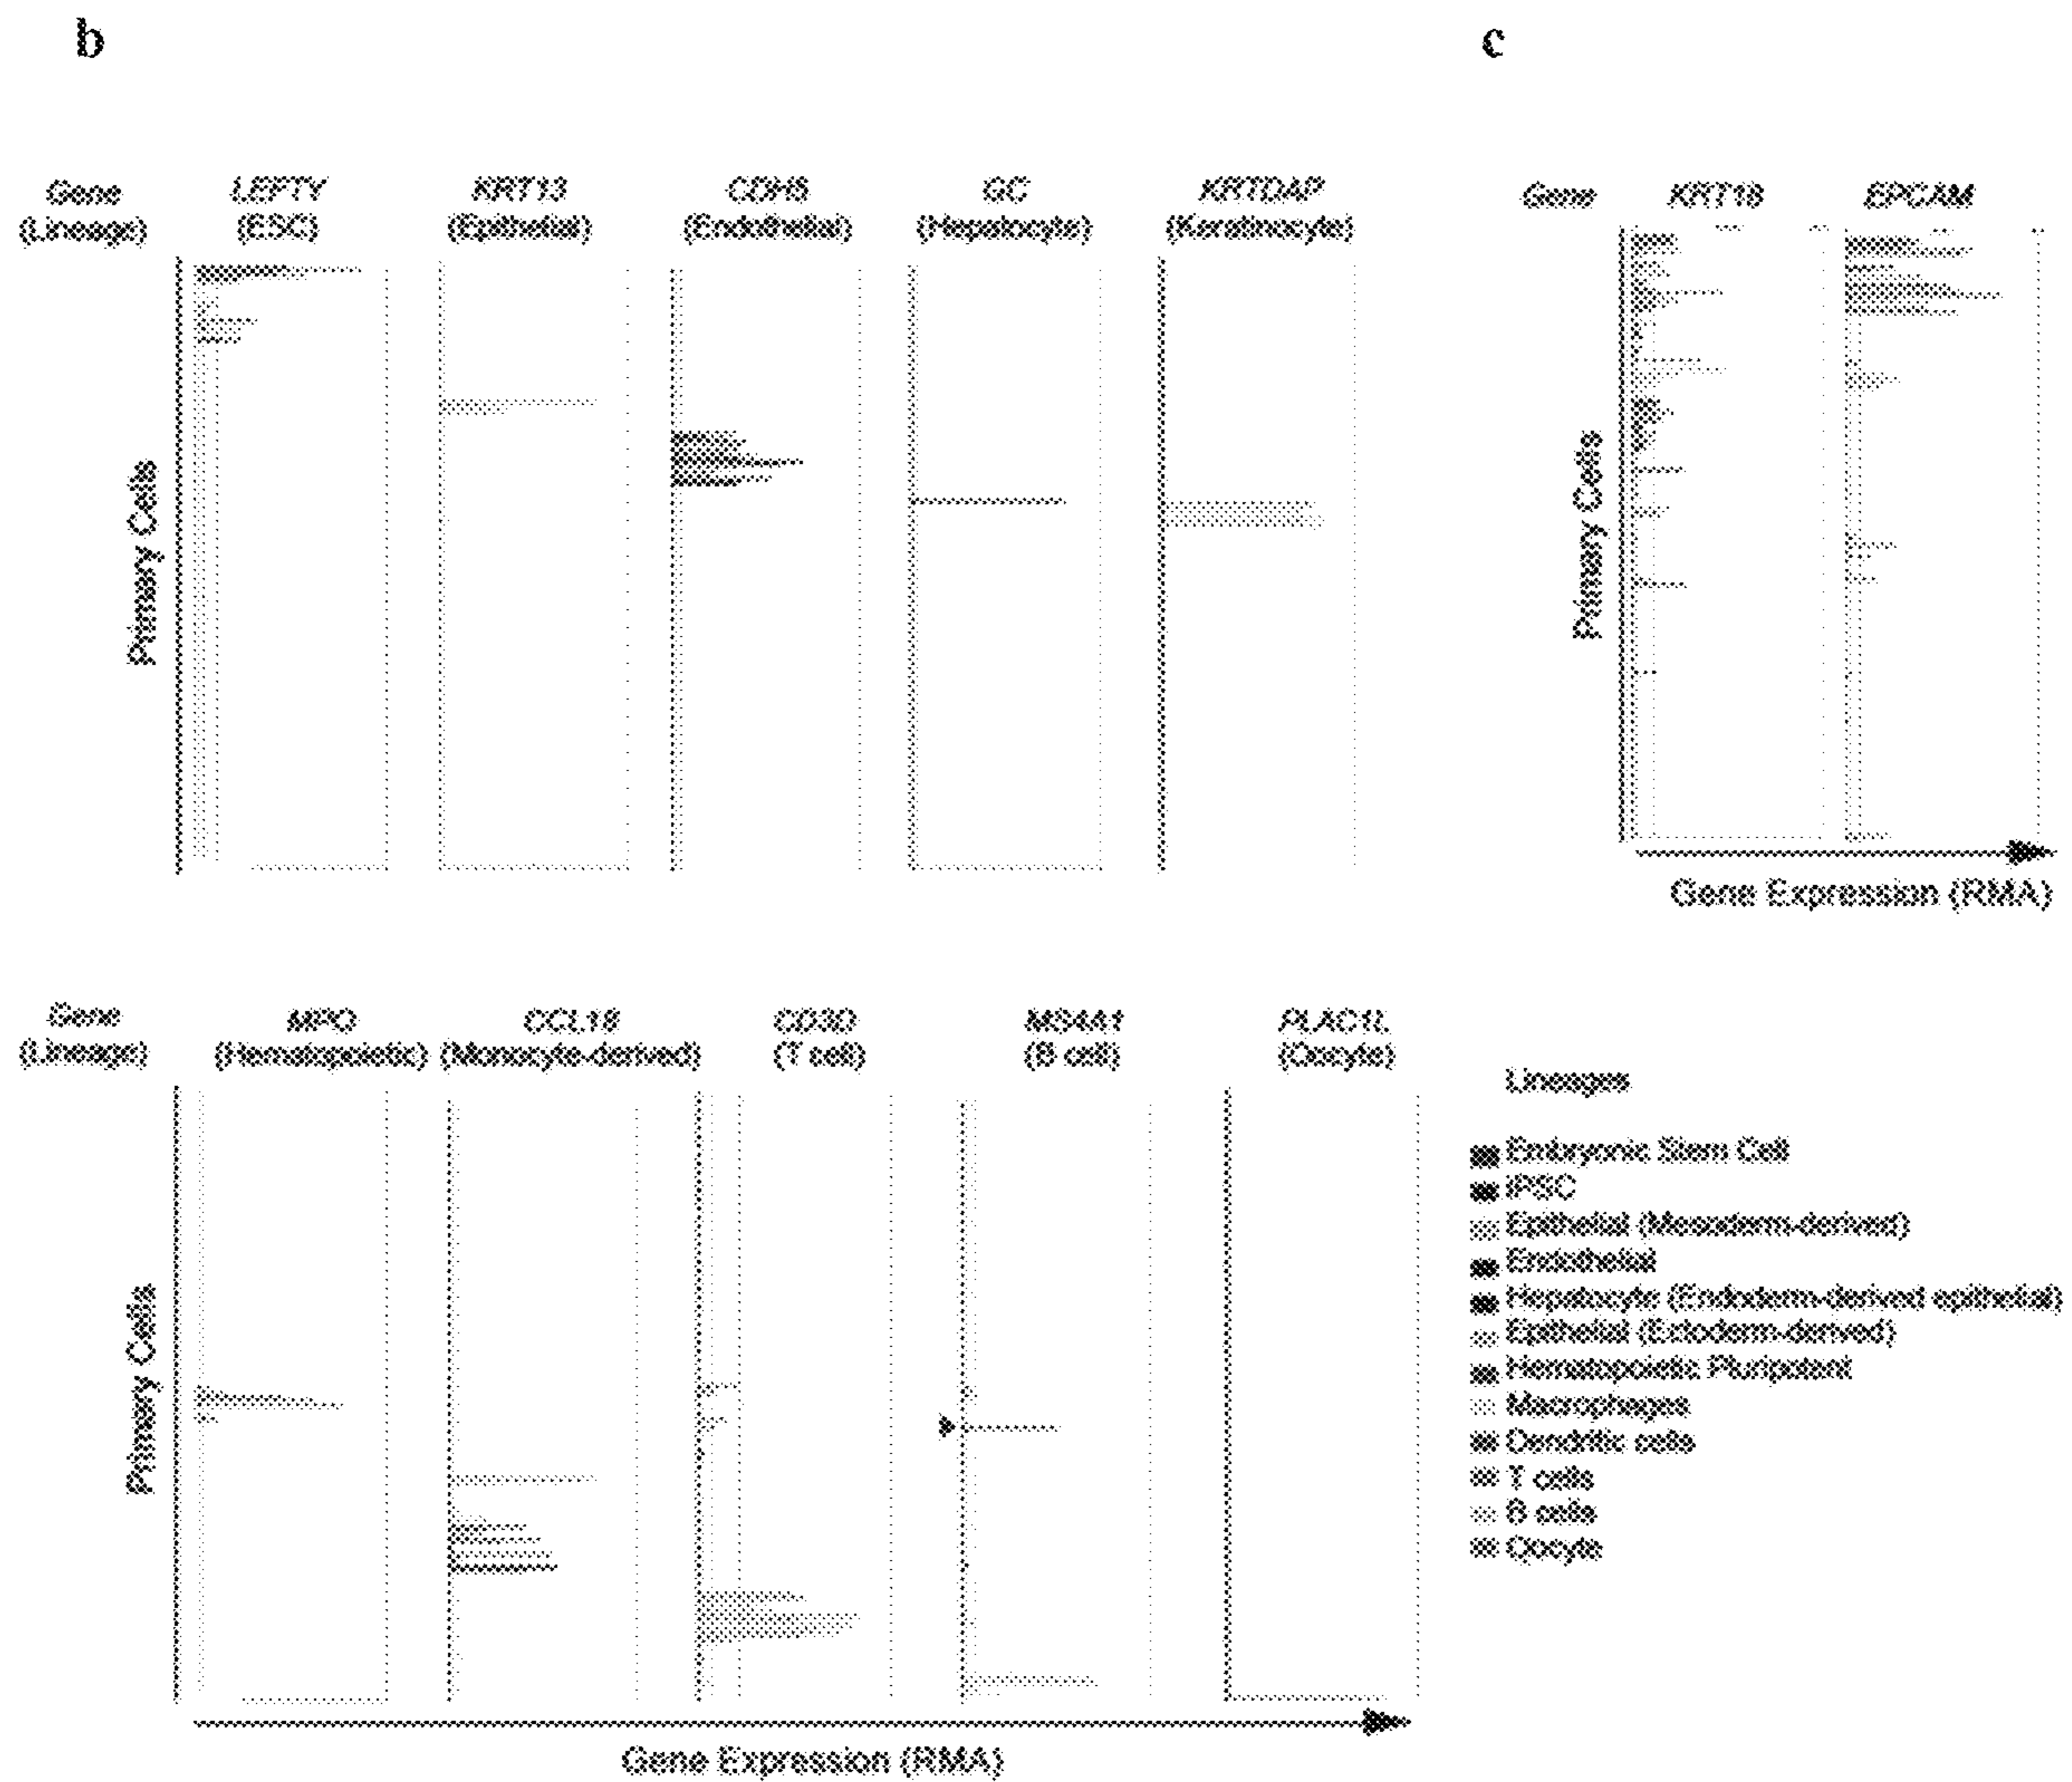 b
c
Gene
(Lineage)
LEFTY
(ESC)
KRT13
(Epithelial)
CDH5
(Endothelial)
GC
(Hepatocyte)
KRTDAP
(Keratinocyte)
Primary Cells
Gene
KRT18
EPCAM
Primary Cells
Gene Expression (RMA)
Gene
(Lineage)
MPO
(Hematopoietic)
CCL18
(Monocyte-derived)
CD3D
(T cell)
MS4A1
(B cell)
PLAC1L
(Oocyte)
Primary Cells
Gene Expression (RMA)
Lineages
Embryonic Stem Cell
iPSC
Epithelial (Mesoderm-derived)
Endothelial
Hepatocyte (Endoderm-derived epithelial)
Epithelial (Ectoderm-derived)
Hematopoietic Pluripotent
Macrophages
Dendritic cells
T cells
B cells
Oocyte